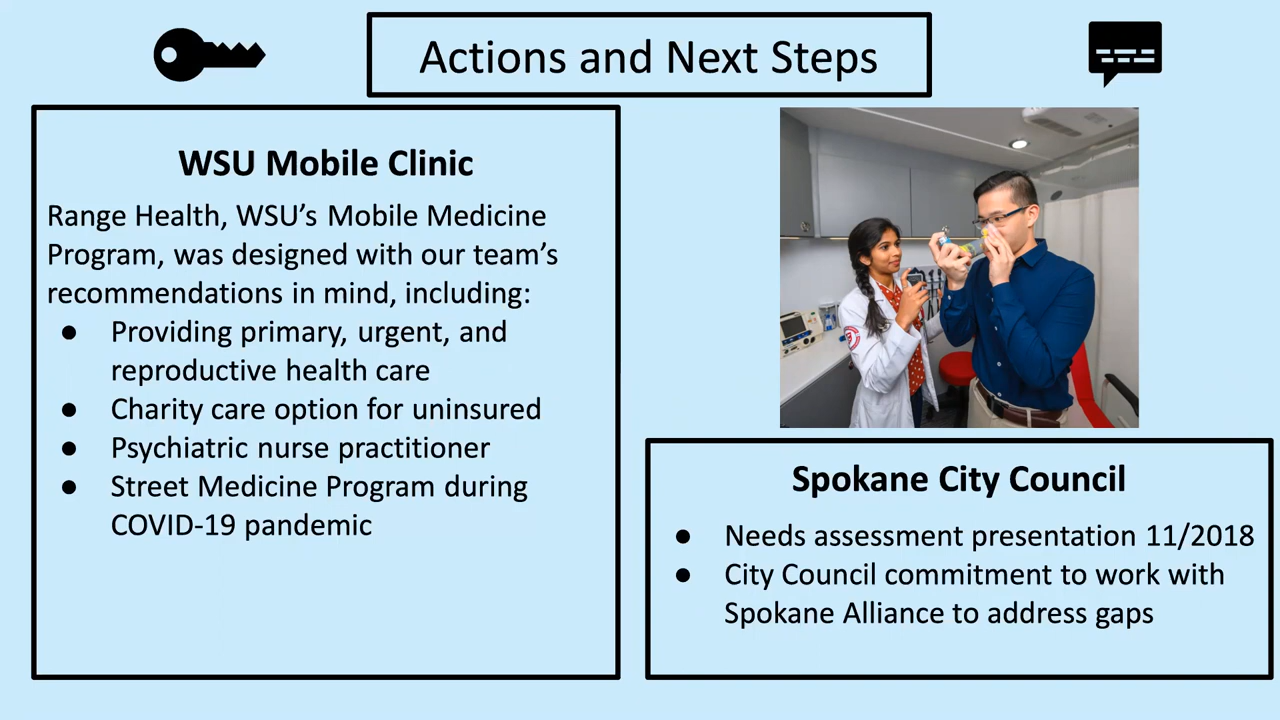 Actions and Next Steps
WSU Mobile Clinic
Range Health, WSU’s Mobile Medicine
Program, was designed with our team’s
recommendations in mind, including:
● Providing primary, urgent, and
reproductive health care
● Charity care option for uninsured
● Psychiatric nurse practitioner
● Street Medicine Program during
COVID-19 pandemic
Spokane City Council
● Needs assessment presentation 11/2018
● City Council commitment to work with
Spokane Alliance to address gaps